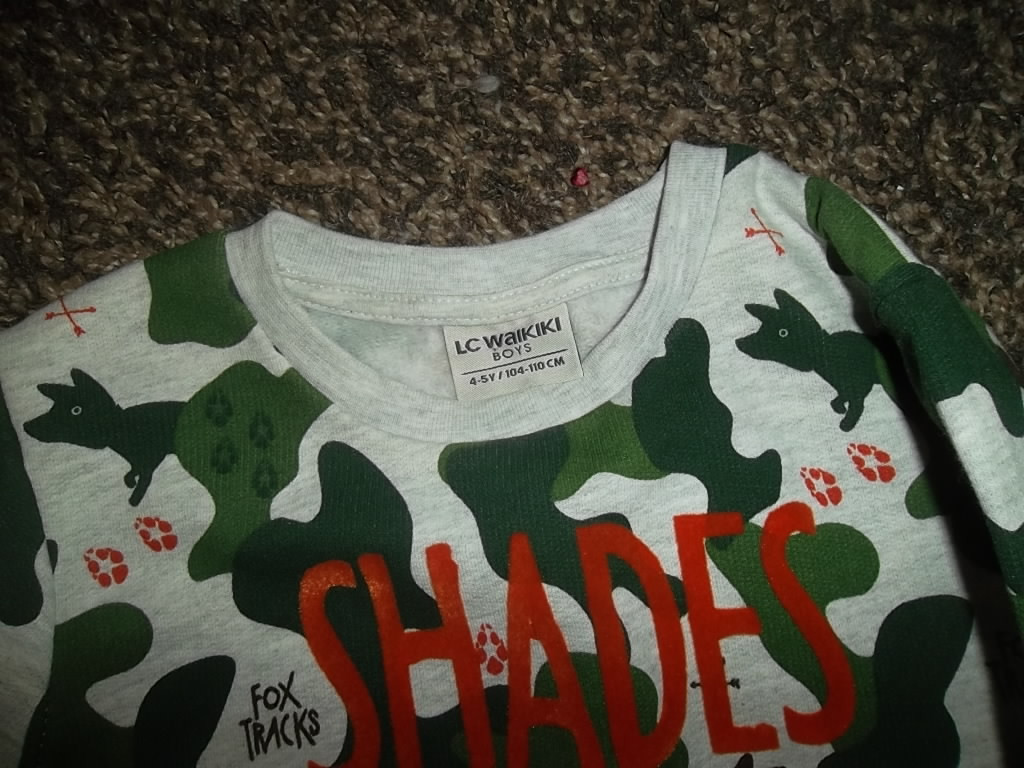 LC WaIKIKI
BOYS
4-5Y / 104-110 CM
SHADES
FOX
TRACKS